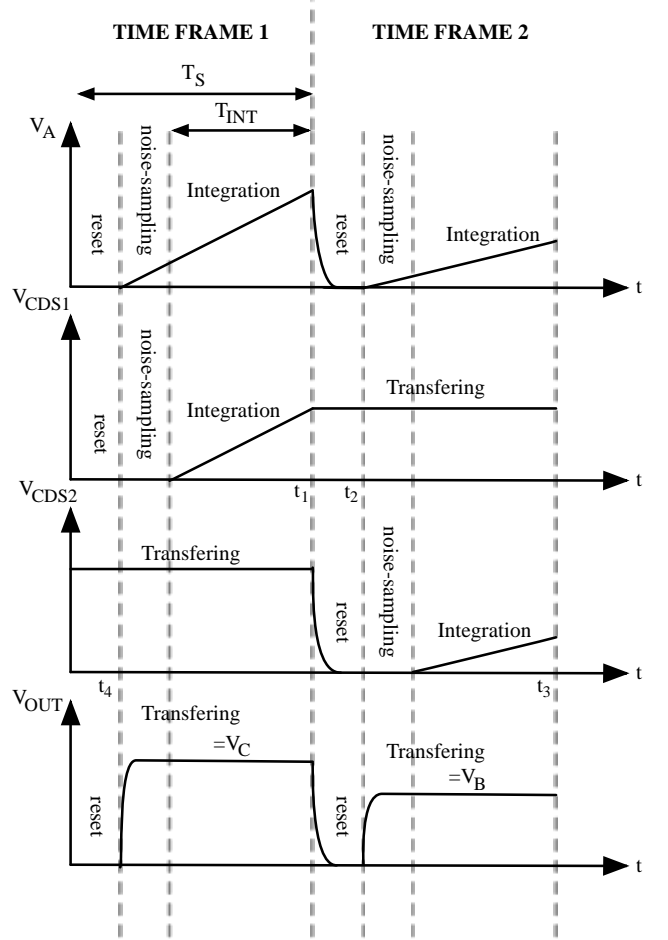 TIME FRAME 1
TIME FRAME 2
T_S
T_INT
V_A
reset
noise-sampling
Integration
reset
noise-sampling
Integration
t
V_CDS1
reset
noise-sampling
Integration
Transfering
t_1
t_2
t
V_CDS2
Transfering
reset
noise-sampling
Integration
t_4
t_3
t
V_OUT
reset
Transfering
=V_C
reset
Transfering
=V_B
t